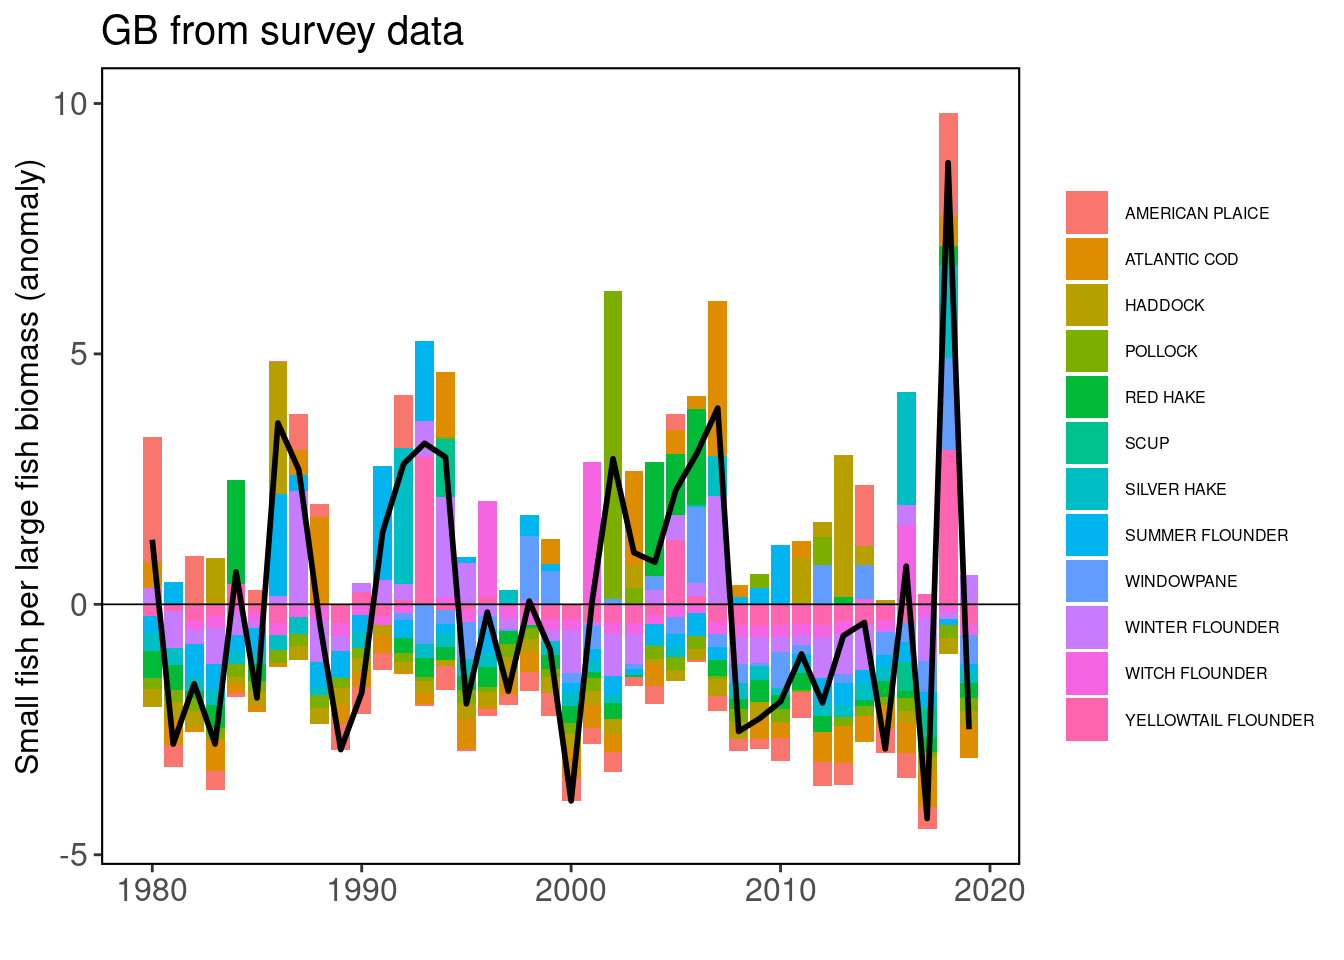 GB from survey data
Small fish per large fish biomass (anomaly)
10
5
0
-5
1980
1990
2000
2010
2020
AMERICAN PLAICE
ATLANTIC COD
HADDOCK
POLLOCK
RED HAKE
SCUP
SILVER HAKE
SUMMER FLOUNDER
WINDOWPANE
WINTER FLOUNDER
WITCH FLOUNDER
YELLOWTAIL FLOUNDER